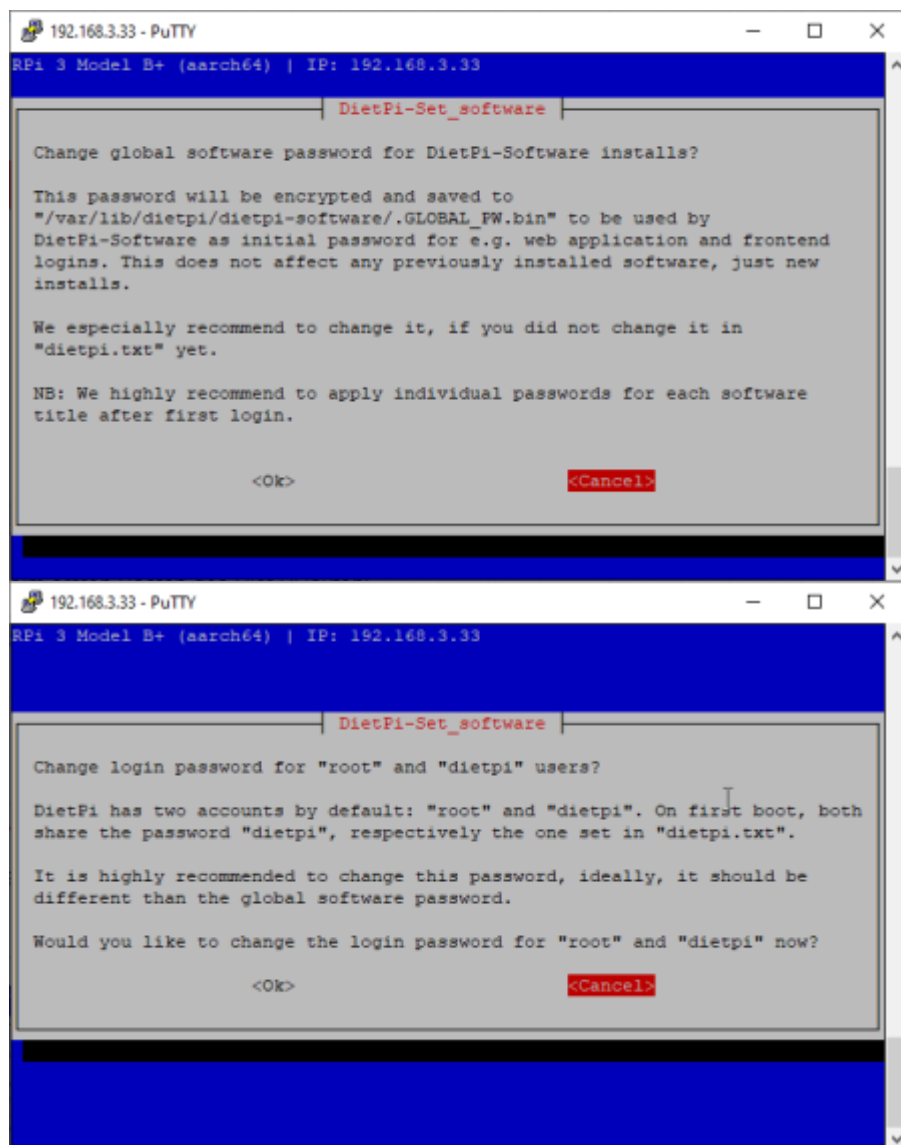 192.168.3.33 - PuTTY
RPi 3 Model B+ (aarch64) | IP: 192.168.3.33
DietPi-Set_software
Change global software password for DietPi-Software installs?
This password will be encrypted and saved to
"/var/lib/dietpi/dietpi-software/.GLOBAL_PW.bin" to be used by
DietPi-Software as initial password for e.g. web application and frontend
logins. This does not affect any previously installed software, just new
installs.
We especially recommend to change it, if you did not change it in
"dietpi.txt" yet.
NB: We highly recommend to apply individual passwords for each software
title after first login.
<Ok> <Cancel>
192.168.3.33 - PuTTY
RPi 3 Model B+ (aarch64) | IP: 192.168.3.33
DietPi-Set_software
Change login password for "root" and "dietpi" users?
DietPi has two accounts by default: "root" and "dietpi". On first boot, both
share the password "dietpi", respectively the one set in "dietpi.txt".
It is highly recommended to change this password, ideally, it should be
different than the global software password.
Would you like to change the login password for "root" and "dietpi" now?
<Ok> <Cancel>